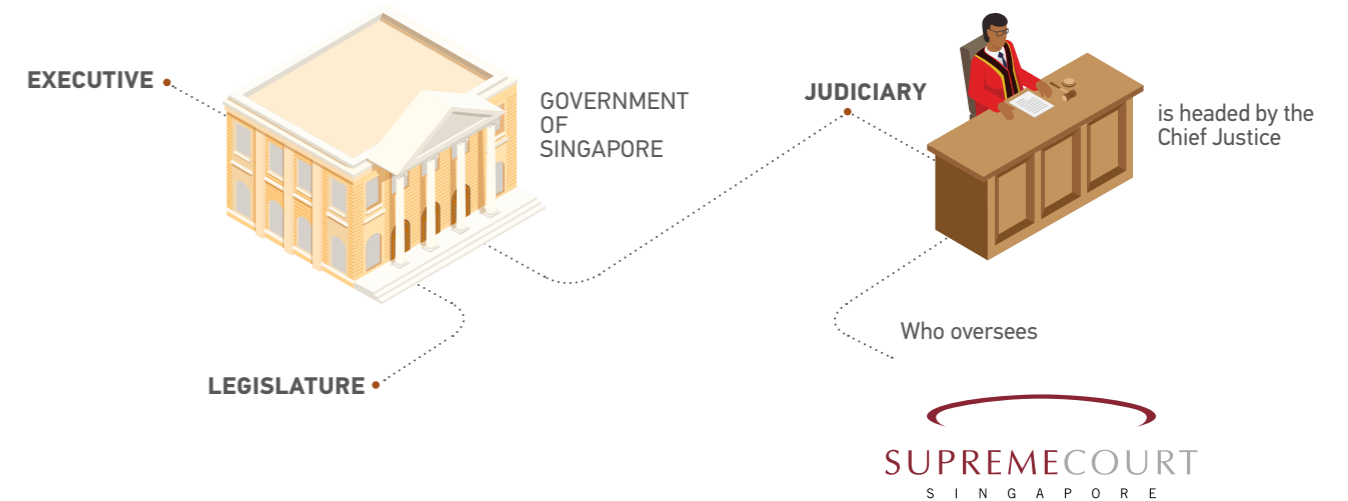 EXECUTIVE
GOVERNMENT
OF
SINGAPORE
LEGISLATURE
JUDICIARY
is headed by the
Chief Justice
Who oversees
SUPREMECOURT
SINGAPORE